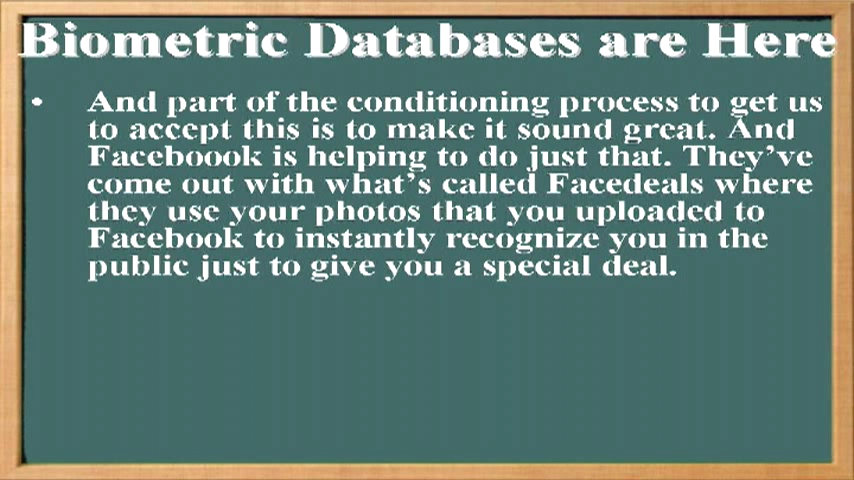 Biometric Databases are Here
• And part of the conditioning process to get us
to accept this is to make it sound great. And
Faceboook is helping to do just that. They've
come out with what's called Facedeals where
they use your photos that you uploaded to
Facebook to instantly recognize you in the
public just to give you a special deal.